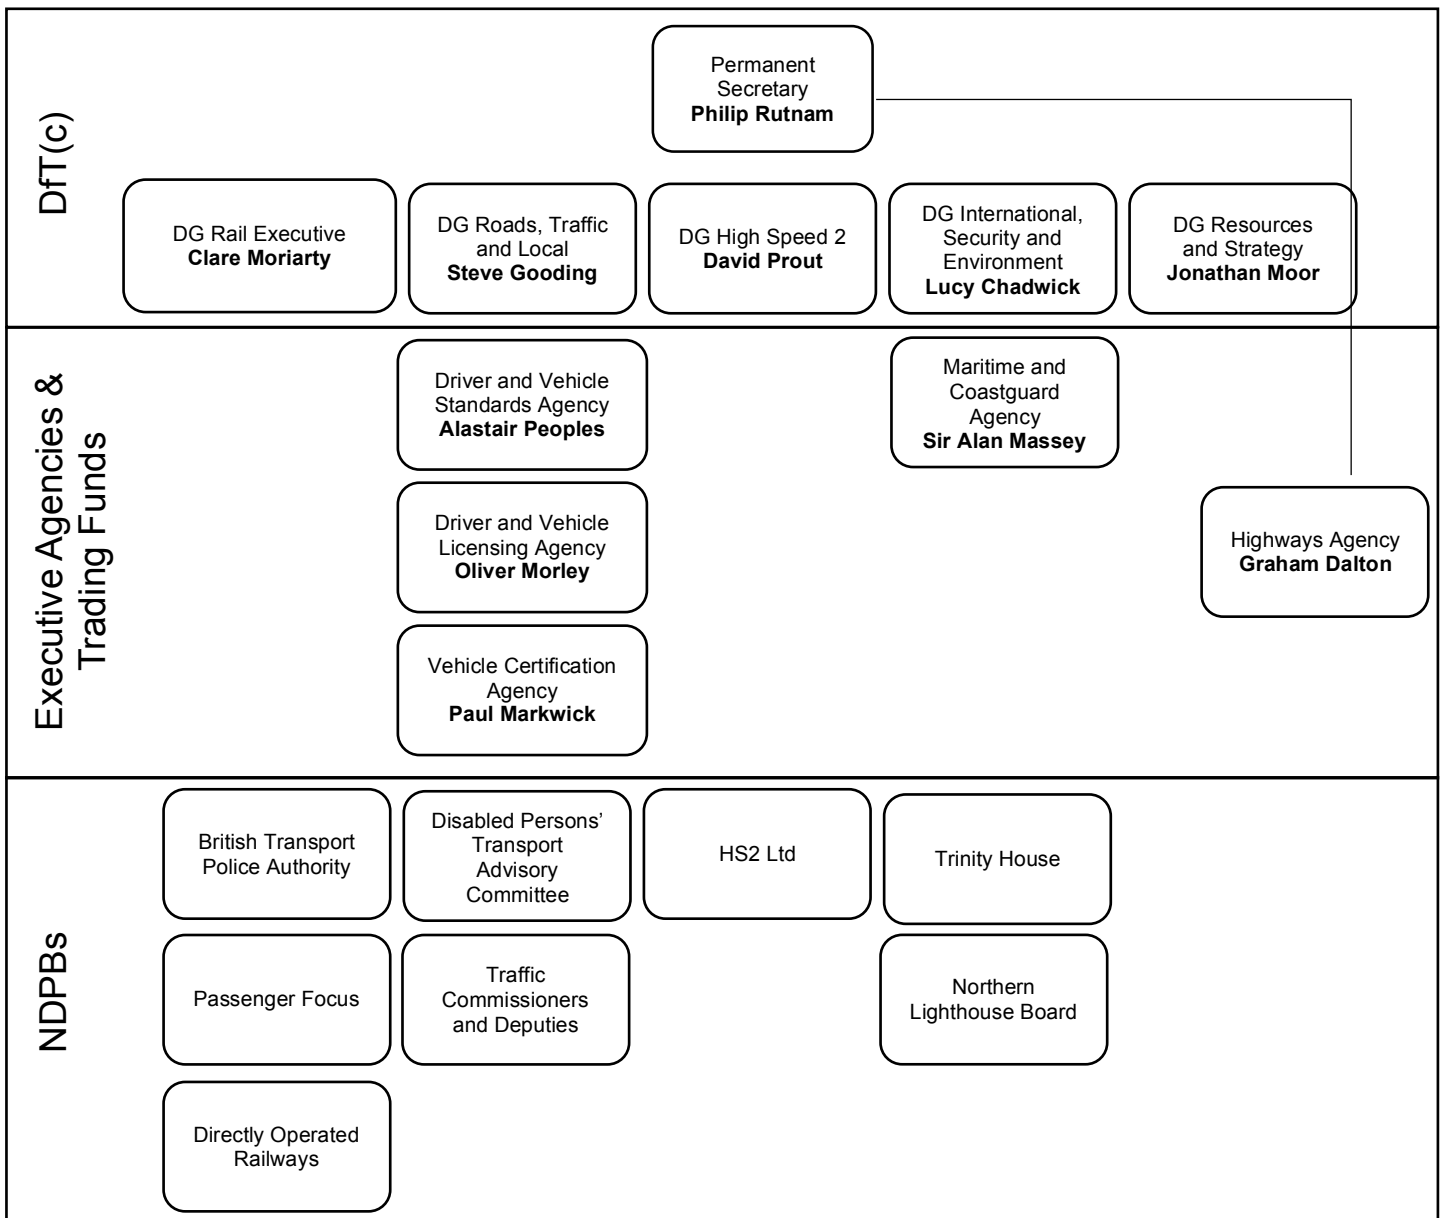 DfT(c)
Permanent
Secretary
Philip Rutnam
DG Rail Executive
Clare Moriarty
DG Roads, Traffic
and Local
Steve Gooding
DG High Speed 2
David Prout
DG International,
Security and
Environment
Lucy Chadwick
DG Resources
and Strategy
Jonathan Moor
Executive Agencies &
Trading Funds
Driver and Vehicle
Standards Agency
Alastair Peoples
Maritime and
Coastguard
Agency
Sir Alan Massey
Driver and Vehicle
Licensing Agency
Oliver Morley
Highways Agency
Graham Dalton
Vehicle Certification
Agency
Paul Markwick
NDPBs
British Transport
Police Authority
Disabled Persons’
Transport
Advisory
Committee
HS2 Ltd
Trinity House
Passenger Focus
Traffic
Commissioners
and Deputies
Northern
Lighthouse Board
Directly Operated
Railways